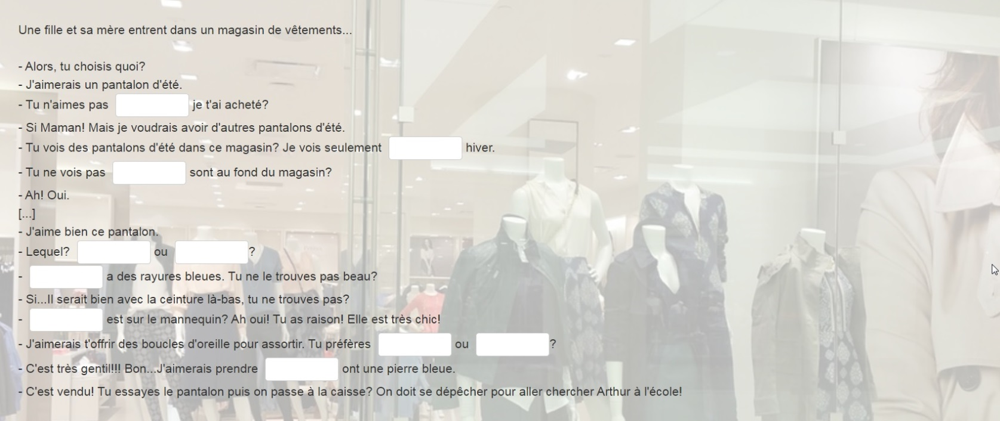 Une fille et sa mère entrent dans un magasin de vêtements...
- Alors, tu choisis quoi?
- J'aimerais un pantalon d'été.
- Tu n'aimes pas je t'ai acheté?
- Si Maman! Mais je voudrais avoir d'autres pantalons d'été.
- Tu vois des pantalons d'été dans ce magasin? Je vois seulement hiver.
- Tu ne vois pas sont au fond du magasin?
- Ah! Oui.
[...]
- J'aime bien ce pantalon.
- Lequel? ou ?
- a des rayures bleues. Tu ne le trouves pas beau?
- Si...Il serait bien avec la ceinture là-bas, tu ne trouves pas?
- est sur le mannequin? Ah oui! Tu as raison! Elle est très chic!
- J'aimerais t'offrir des boucles d'oreille pour assortir. Tu préfères ou ?
- C'est très gentil!!! Bon...J'aimerais prendre ont une pierre bleue.
- C'est vendu! Tu essayes le pantalon puis on passe à la caisse? On doit se dépêcher pour aller chercher Arthur à l'école!